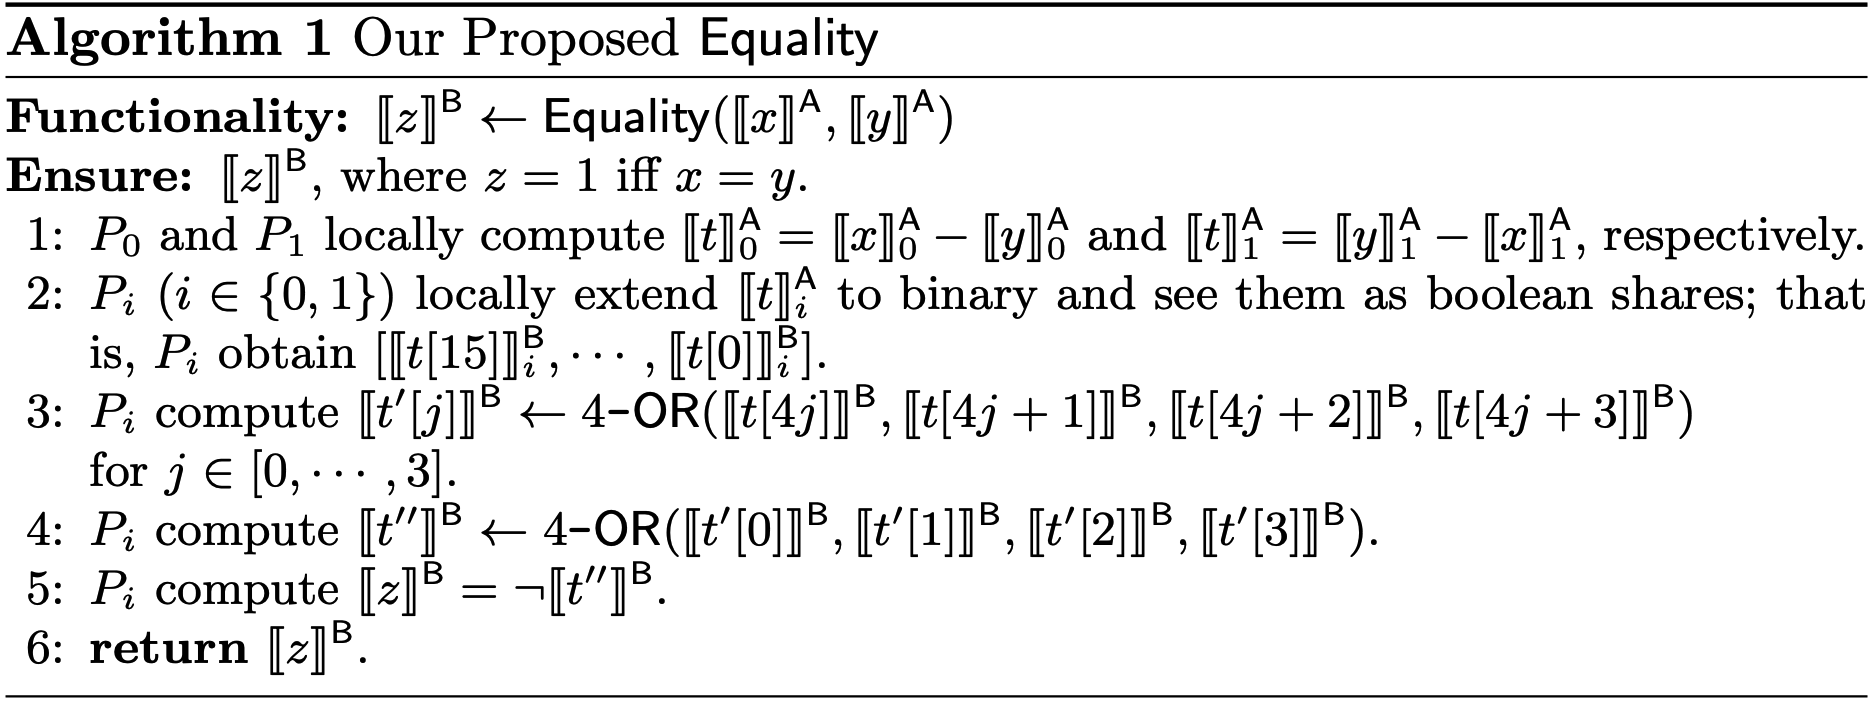 Algorithm 1 Our Proposed Equality
Functionality: ⟦z⟧^B ← Equality(⟦x⟧^A, ⟦y⟧^A)
Ensure: ⟦z⟧^B, where z = 1 iff x = y.
1: P_0 and P_1 locally compute ⟦t⟧^A_0 = ⟦x⟧^A_0 − ⟦y⟧^A_0 and ⟦t⟧^A_1 = ⟦y⟧^A_1 − ⟦x⟧^A_1, respectively.
2: P_i (i ∈ {0, 1}) locally extend ⟦t⟧^A_i to binary and see them as boolean shares; that
is, P_i obtain [⟦t[15]⟧^B_i, ⋯ , ⟦t[0]⟧^B_i].
3: P_i compute ⟦t′[j]⟧^B ← 4-OR(⟦t[4j]⟧^B, ⟦t[4j + 1]⟧^B, ⟦t[4j + 2]⟧^B, ⟦t[4j + 3]⟧^B)
for j ∈ [0, ⋯ , 3].
4: P_i compute ⟦t″⟧^B ← 4-OR(⟦t′[0]⟧^B, ⟦t′[1]⟧^B, ⟦t′[2]⟧^B, ⟦t′[3]⟧^B).
5: P_i compute ⟦z⟧^B = ¬⟦t″⟧^B.
6: return ⟦z⟧^B.